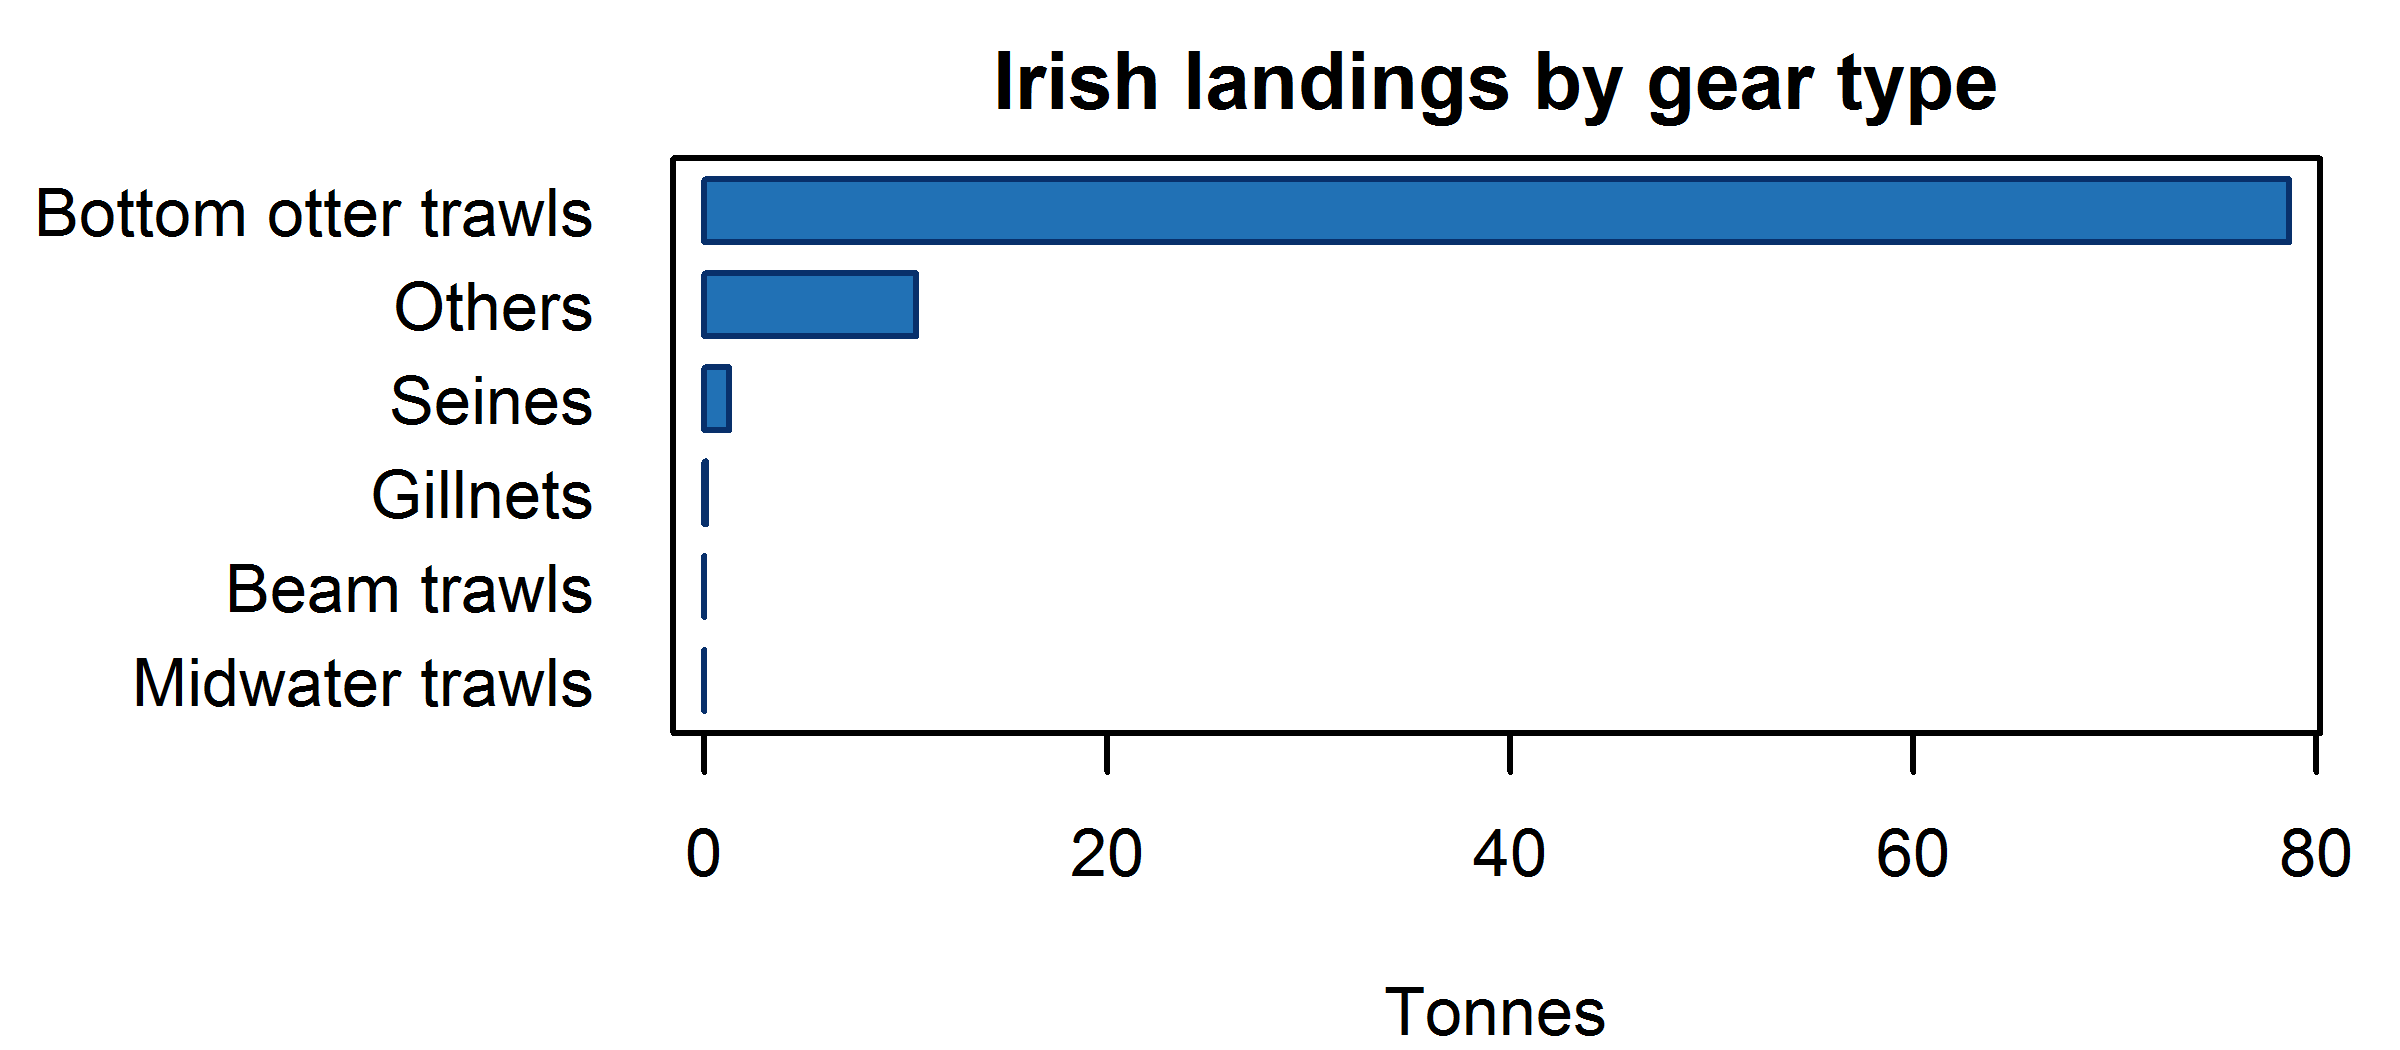 Irish landings by gear type
Bottom otter trawls
Others
Seines
Gillnets
Beam trawls
Midwater trawls
0 20 40 60 80
Tonnes